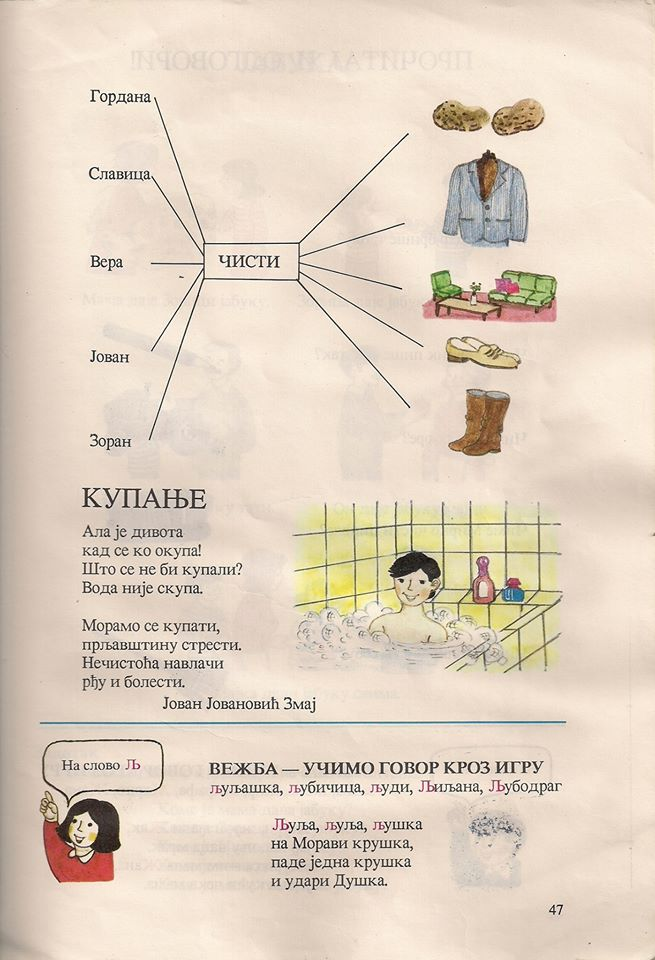 Гордана
Славица
Вера
Јован
Зоран
ЧИСТИ
КУПАЊЕ
Ала је дивота
кад се ко окупа!
Што се не би купали?
Вода није скупа.
Морамо се купати,
прљавштину стрести.
Нечистоћа навлачи
рђу и болести.
Јован Јовановић Змај
На слово Љ
ВЕЖБА — УЧИМО ГОВОР КРОЗ ИГРУ
љуљашка, љубичица, људи, Љиљана, Љубодраг
Љуља, љуља, љушка
на Морави крушка,
паде једна крушка
и удари Душка.
47